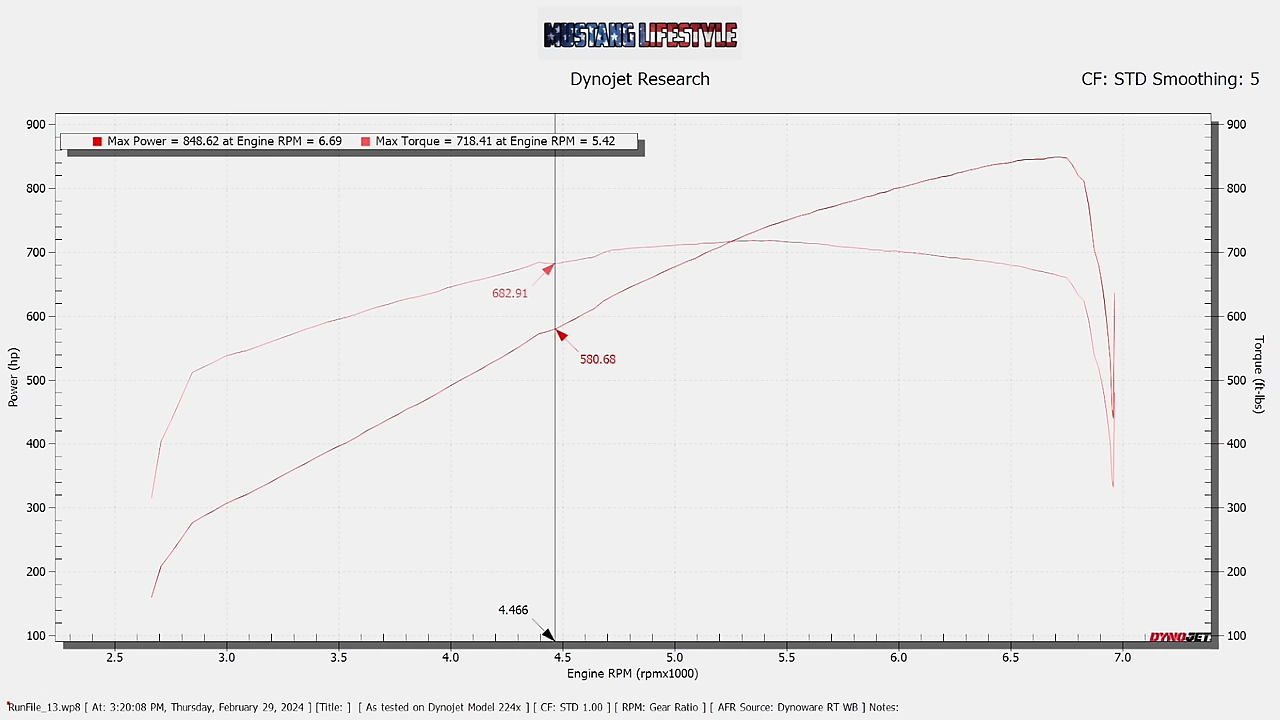 MUSTANG LIFESTYLE
Dynojet Research
CF: STD Smoothing: 5
Max Power = 848.62 at Engine RPM = 6.69 Max Torque = 718.41 at Engine RPM = 5.42
900 900
800 800
700 700
682.91
600 600
580.68
Power (hp)
Torque (ft-lbs)
500 500
400 400
300 300
200 200
4.466
100 100
DYNOJET
2.5 3.0 3.5 4.0 4.5 5.0 5.5 6.0 6.5 7.0
Engine RPM (rpmx1000)
RunFile_13.wp8 [ At: 3:20:08 PM, Thursday, February 29, 2024 ] [Title: ] [ As tested on Dynojet Model 224x ] [ CF: STD 1.00 ] [ RPM: Gear Ratio ] [ AFR Source: Dynoware RT WB ] Notes: